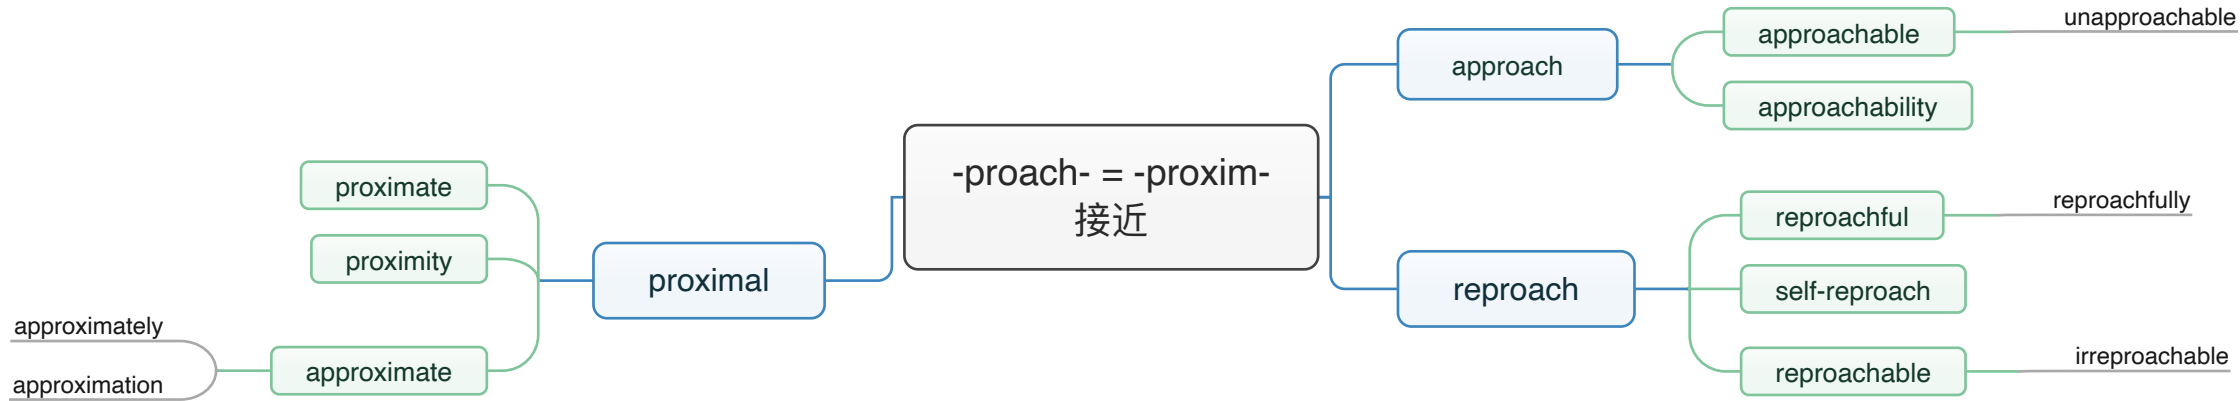 -proach- = -proxim-
接近
approach
approachable
unapproachable
approachability
reproach
reproachful
reproachfully
self-reproach
reproachable
irreproachable
proximal
proximate
proximity
approximate
approximately
approximation